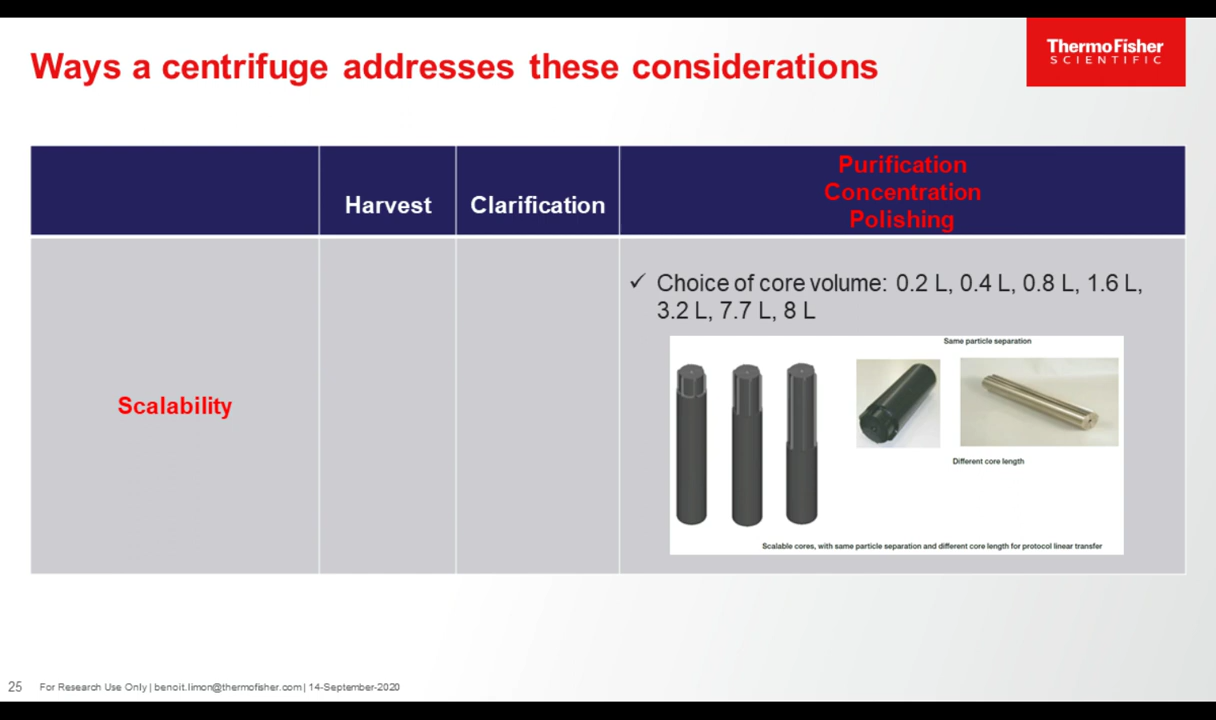 Ways a centrifuge addresses these considerations
ThermoFisher
SCIENTIFIC
Harvest
Clarification
Purification
Concentration
Polishing
Scalability
✓ Choice of core volume: 0.2 L, 0.4 L, 0.8 L, 1.6 L,
3.2 L, 7.7 L, 8 L
Same particle separation
Different core length
Scalable cores, with same particle separation and different core length for protocol linear transfer
25 For Research Use Only | benoit.limon@thermofisher.com | 14-September-2020